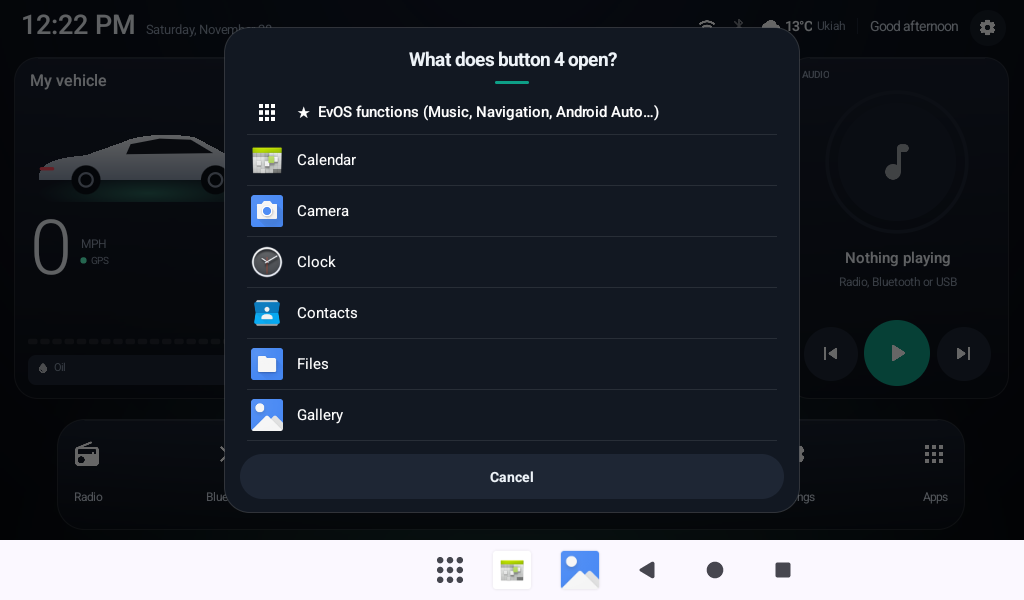 12:22 PM
Saturday, November
13°C Ukiah
Good afternoon
My vehicle
0
MPH
GPS
Oil
AUDIO
Nothing playing
Radio, Bluetooth or USB
What does button 4 open?
★ EvOS functions (Music, Navigation, Android Auto...)
Calendar
Camera
Clock
Contacts
Files
Gallery
Cancel
Radio
Blue
ngs
Apps